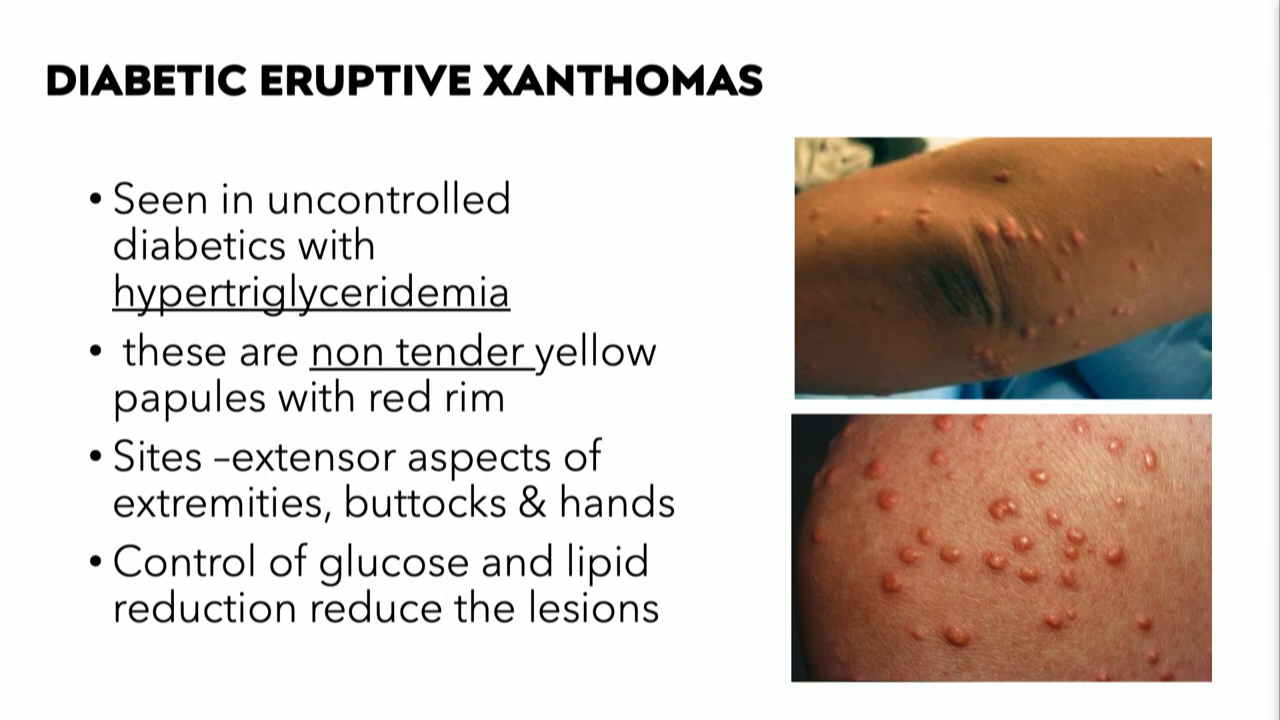 DIABETIC ERUPTIVE XANTHOMAS
• Seen in uncontrolled
diabetics with
hypertriglyceridemia
• these are non tender yellow
papules with red rim
• Sites –extensor aspects of
extremities, buttocks & hands
• Control of glucose and lipid
reduction reduce the lesions